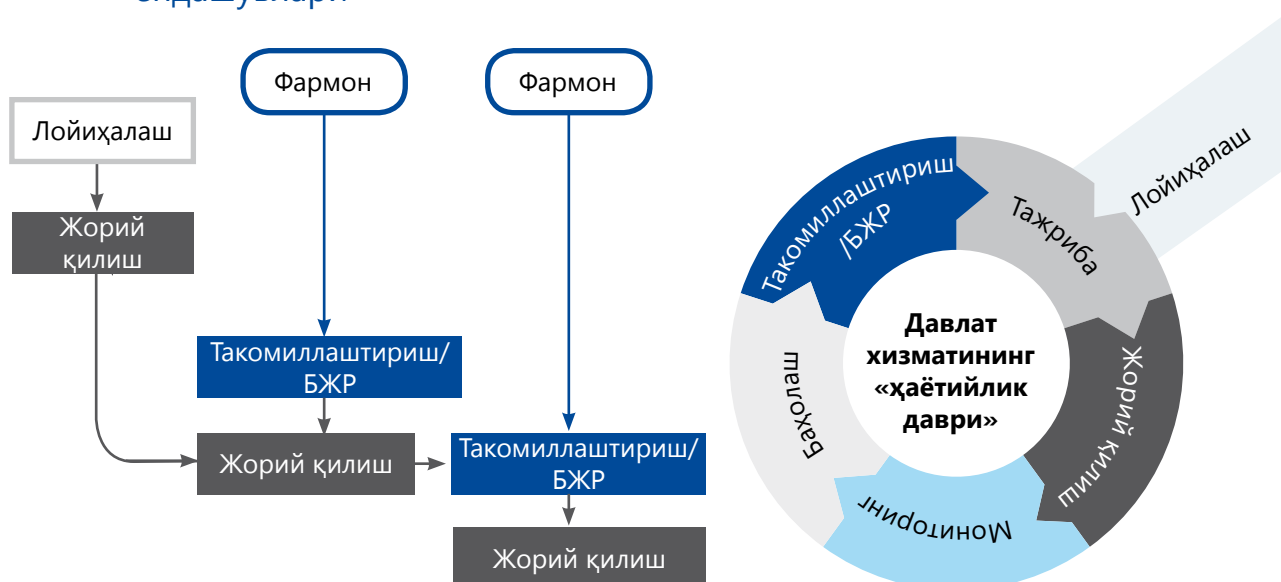 ёндашувлари
Фармон
Фармон
Лойиҳалаш
Жорий
қилиш
Такомиллаштириш/
БЖР
Жорий қилиш
Такомиллаштириш/
БЖР
Жорий қилиш
Лойиҳалаш
Тажриба
Жорий қилиш
Мониторинг
Баҳолаш
Такомиллаштириш
/БЖР
Давлат
хизматининг
«ҳаётийлик
даври»